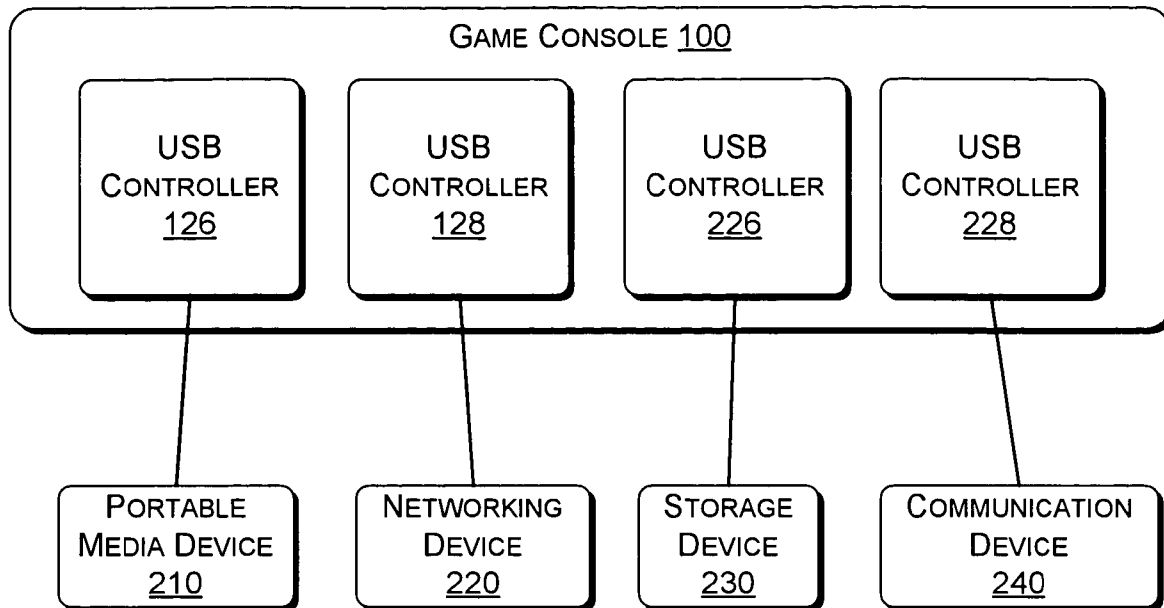 GAME CONSOLE 100
USB
CONTROLLER
126
USB
CONTROLLER
128
USB
CONTROLLER
226
USB
CONTROLLER
228
PORTABLE
MEDIA DEVICE
210
NETWORKING
DEVICE
220
STORAGE
DEVICE
230
COMMUNICATION
DEVICE
240